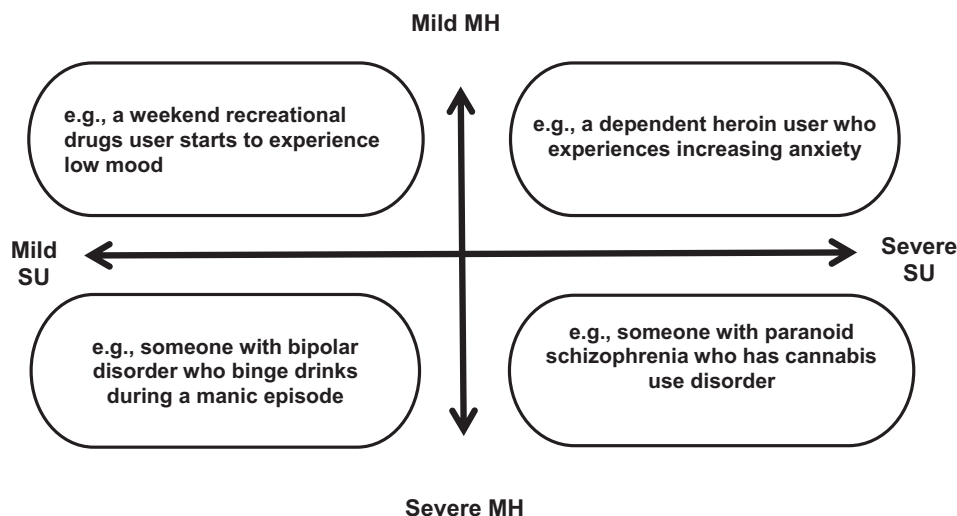 Mild MH
e.g., a weekend recreational
drugs user starts to experience
low mood
e.g., a dependent heroin user who
experiences increasing anxiety
Mild
SU
Severe
SU
e.g., someone with bipolar
disorder who binge drinks
during a manic episode
e.g., someone with paranoid
schizophrenia who has cannabis
use disorder
Severe MH